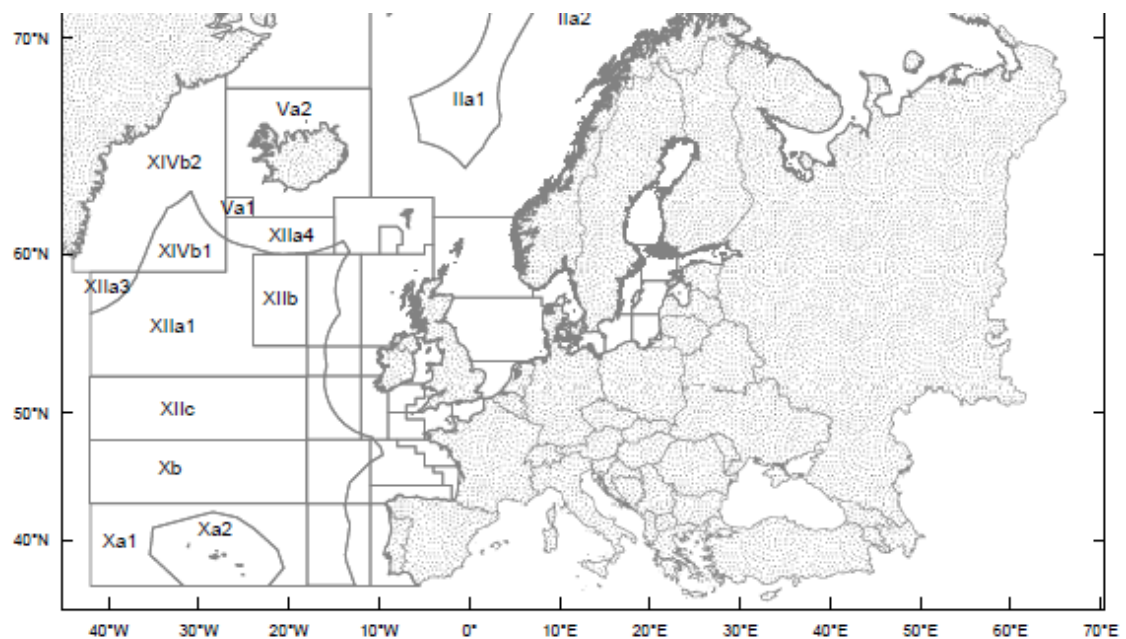 IIa2
70°N
IIa1
Va2
XIVb2
Va1
XIIa4
XIVb1
60°N
XIIa3
XIIb
XIIa1
XIIc
50°N
Xb
Xa2
Xa1
40°N
40°W 30°W 20°W 10°W 0° 10°E 20°E 30°E 40°E 50°E 60°E 70°E